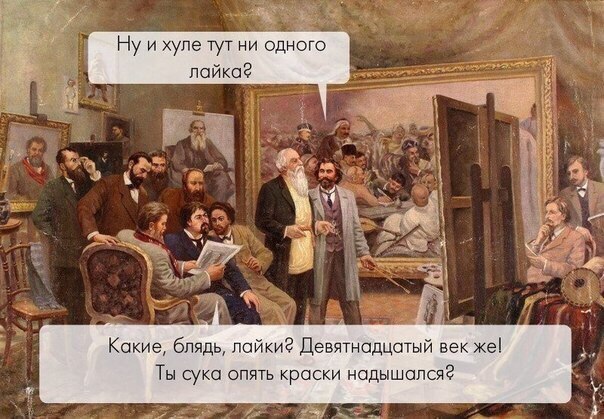 Ну и хуле тут ни одного
лайка?
Какие, блядь, лайки? Девятнадцатый век же!
Ты сука опять краски надышался?